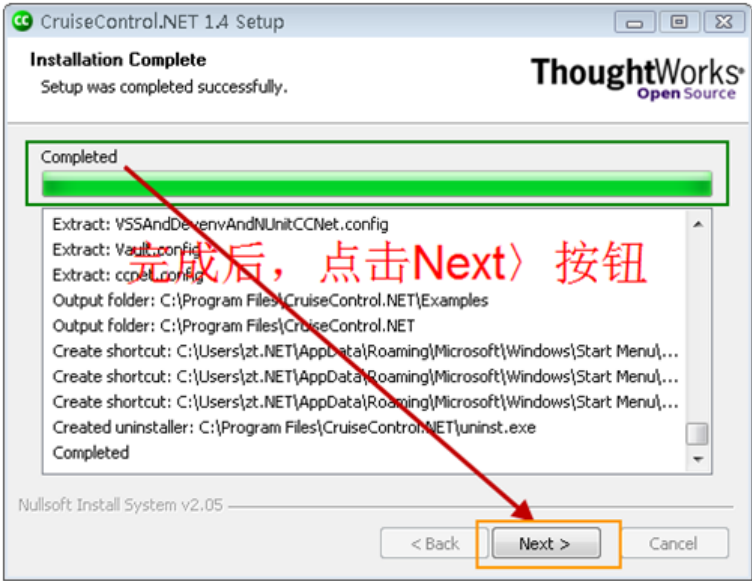 CruiseControl.NET 1.4 Setup
Installation Complete
Setup was completed successfully.
ThoughtWorks
Open Source
Completed
Extract: VSSAndDevenvAndNUnitCCNet.config
Extract: Vault.config
完成后，点击Next〉按钮
Extract: ccnet.config
Output folder: C:\Program Files\CruiseControl.NET\Examples
Output folder: C:\Program Files\CruiseControl.NET
Create shortcut: C:\Users\zt.NET\AppData\Roaming\Microsoft\Windows\Start Menu\...
Create shortcut: C:\Users\zt.NET\AppData\Roaming\Microsoft\Windows\Start Menu\...
Create shortcut: C:\Users\zt.NET\AppData\Roaming\Microsoft\Windows\Start Menu\...
Created uninstaller: C:\Program Files\CruiseControl.NET\uninst.exe
Completed
Nullsoft Install System v2.05
< Back
Next >
Cancel